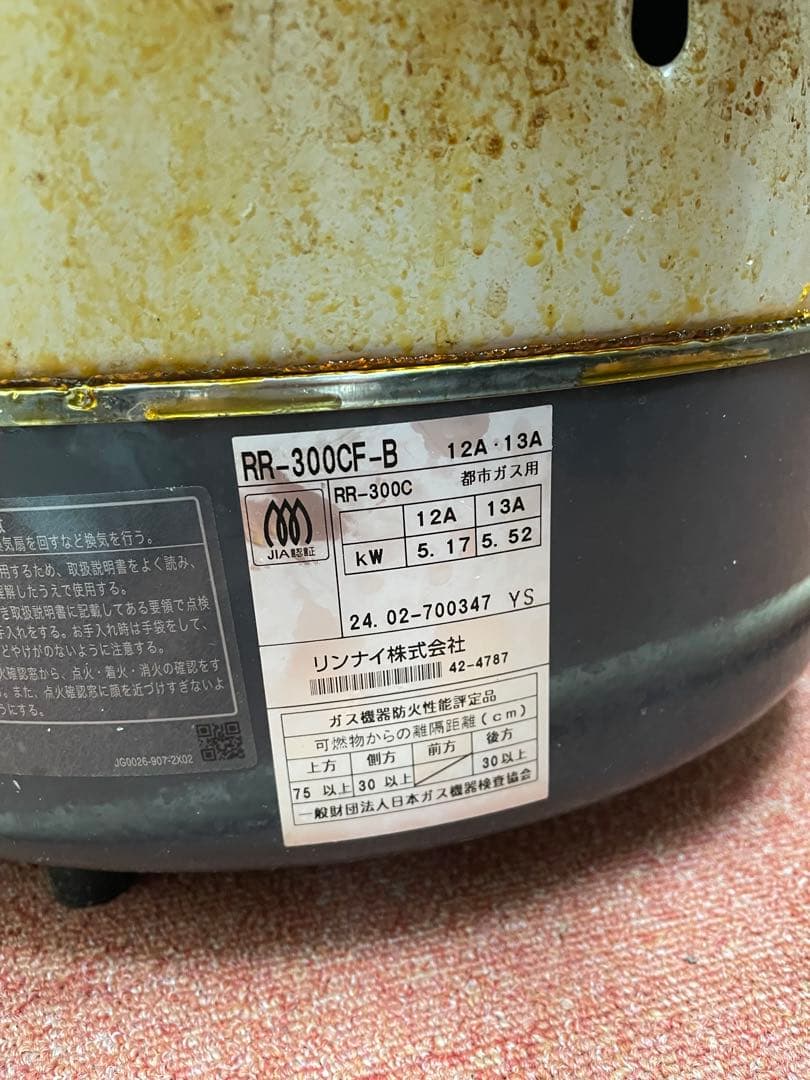 気扇を回すなど換気を行う。
用するため、取扱説明書をよく読み、
解したうえで使用する。
き取扱説明書に記載してある要領で点検
手入れをする。お手入れ時は手袋をして、
どやけがのないように注意する。
火確認窓から、点火・着火・消火の確認をす
。また、点火確認窓に顔を近づけすぎないよ
うにする。
JG0026-907-2X02
RR-300CF-B 12A・13A
RR-300C 都市ガス用
JIA認証
12A 13A
kW 5.17 5.52
24.02-700347 YS
リンナイ株式会社
42-4787
ガス機器防火性能評定品
可燃物からの離隔距離(cm)
上方 側方 前方 後方
75 以上 30 以上 30 以上
一般財団法人日本ガス機器検査協会